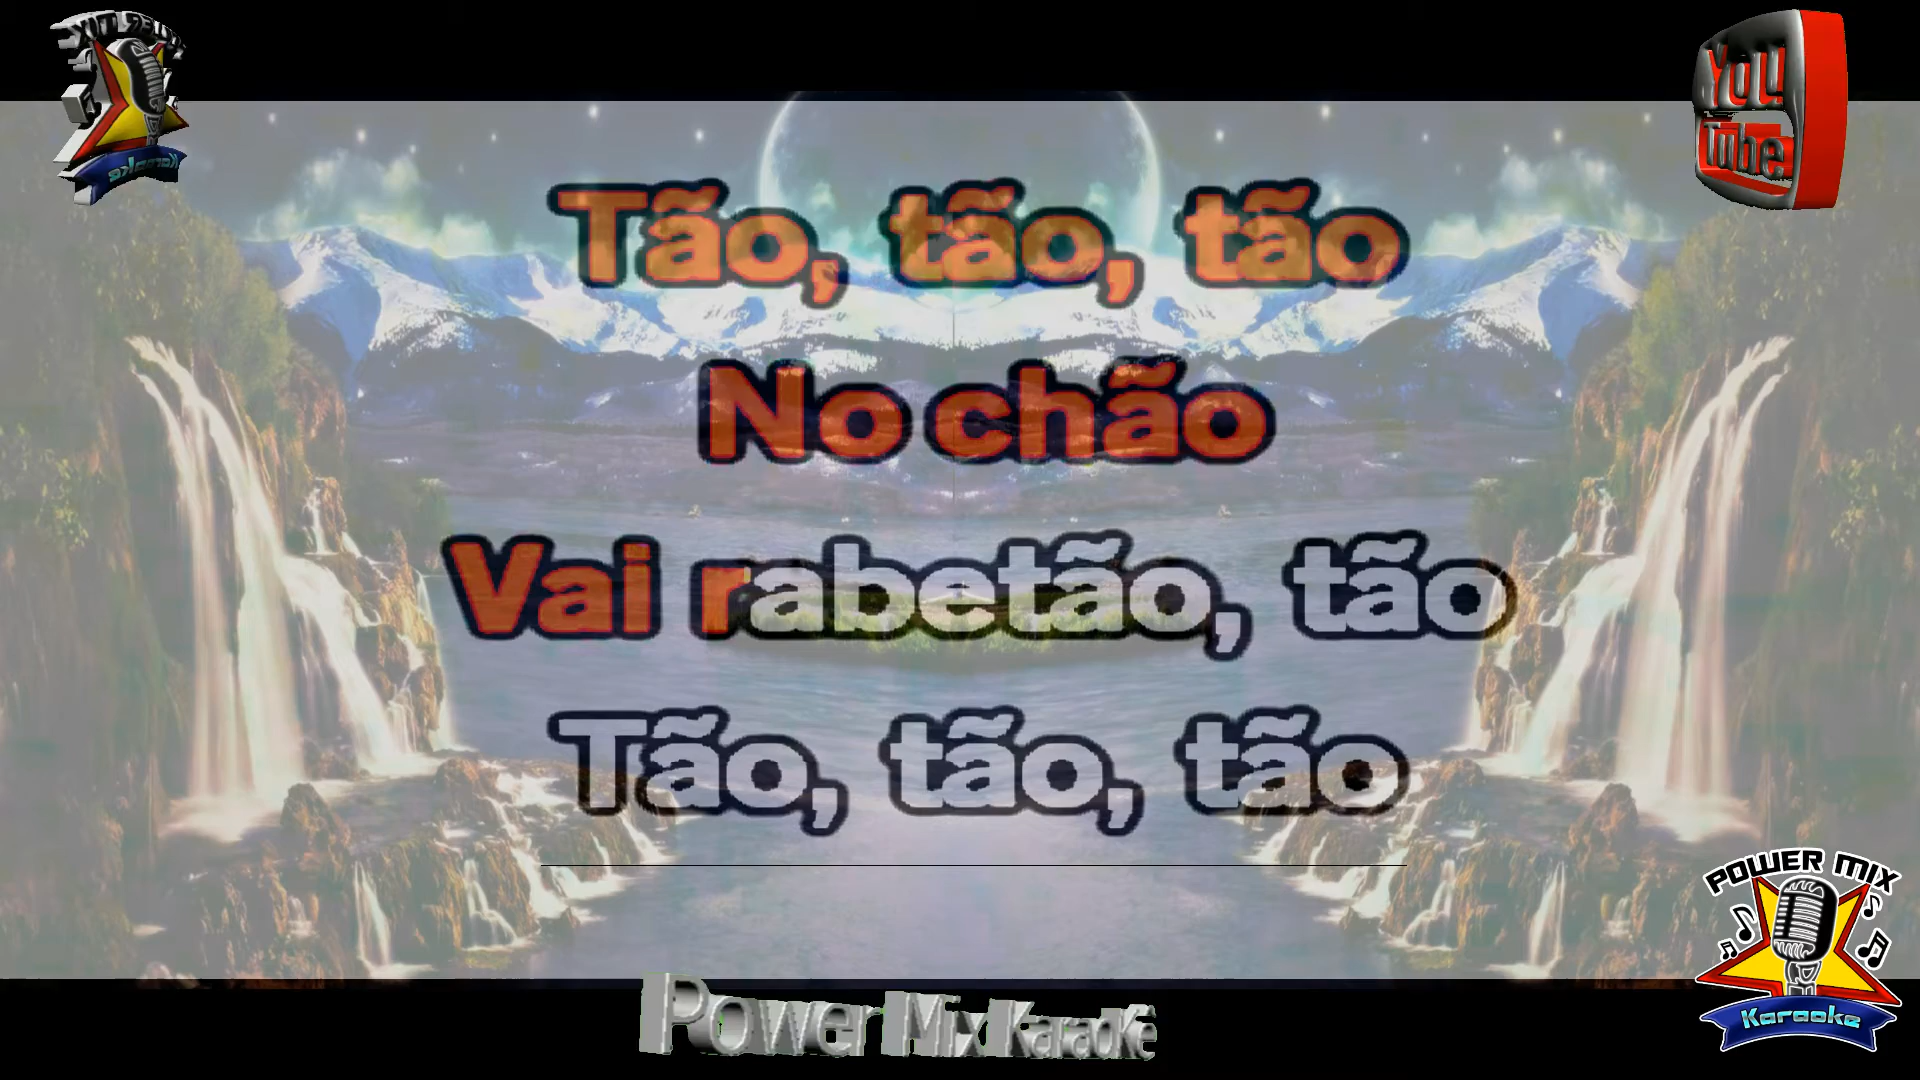 You
Tube
Karaoke
Tão, tão, tão
No chão
Vai rabetão, tão
Tão, tão, tão
POWER MIX
Karaoke
Power Mix Karaokê